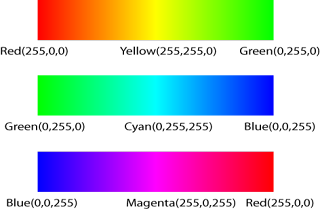 Red(255,0,0) Yellow(255,255,0) Green(0,255,0)
Green(0,255,0) Cyan(0,255,255) Blue(0,0,255)
Blue(0,0,255) Magenta(255,0,255) Red(255,0,0)